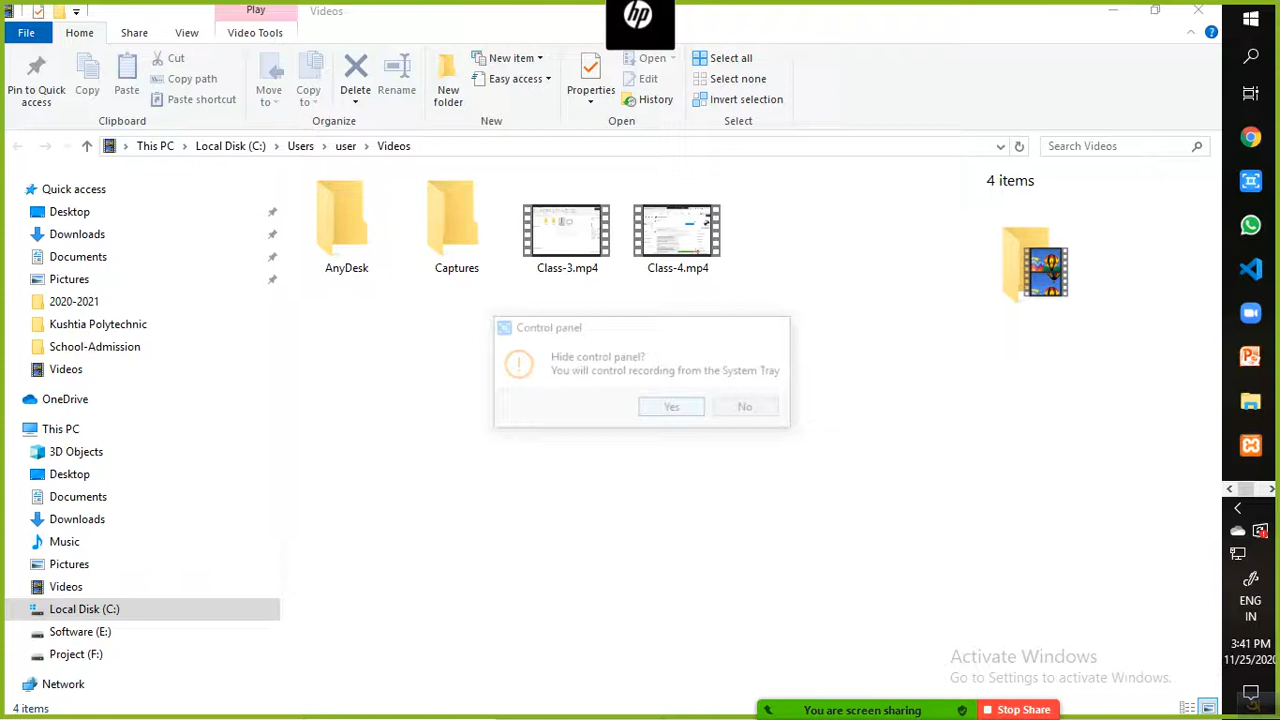 Play
Videos
hp
File
Home
Share
View
Video Tools
Pin to Quick access
Copy
Paste
Cut
Copy path
Paste shortcut
Clipboard
Move to
Copy to
Delete
Rename
Organize
New folder
New item
Easy access
New
Properties
Open
Edit
History
Open
Select all
Select none
Invert selection
Select
This PC > Local Disk (C:) > Users > user > Videos
Search Videos
Quick access
Desktop
Downloads
Documents
Pictures
2020-2021
Kushtia Polytechnic
School-Admission
Videos
OneDrive
This PC
3D Objects
Desktop
Documents
Downloads
Music
Pictures
Videos
Local Disk (C:)
Software (E:)
Project (F:)
Network
4 items
AnyDesk
Captures
Class-3.mp4
Class-4.mp4
4 items
Control panel
Hide control panel?
You will control recording from the System Tray
Yes
No
Activate Windows
Go to Settings to activate Windows.
You are screen sharing
Stop Share
ENG
IN
3:41 PM
11/25/2020